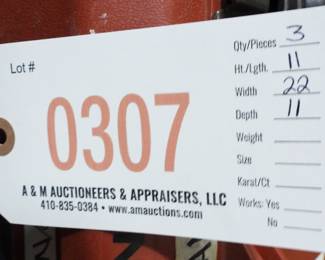 Lot #
0307
A & M AUCTIONEERS & APPRAISERS, LLC
410-835-0384 • www.amauctions.com
Qty/Pieces 3
Ht./Lgth. 11
Width 22
Depth 11
Weight
Size
Karat/Ct
Works: Yes
No